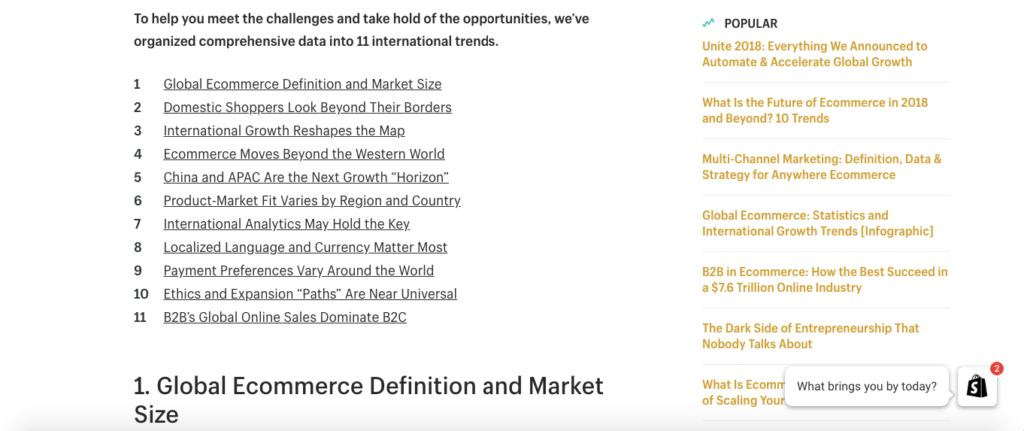 To help you meet the challenges and take hold of the opportunities, we've
organized comprehensive data into 11 international trends.
1 Global Ecommerce Definition and Market Size
2 Domestic Shoppers Look Beyond Their Borders
3 International Growth Reshapes the Map
4 Ecommerce Moves Beyond the Western World
5 China and APAC Are the Next Growth “Horizon”
6 Product-Market Fit Varies by Region and Country
7 International Analytics May Hold the Key
8 Localized Language and Currency Matter Most
9 Payment Preferences Vary Around the World
10 Ethics and Expansion “Paths” Are Near Universal
11 B2B's Global Online Sales Dominate B2C
1. Global Ecommerce Definition and Market
Size
POPULAR
Unite 2018: Everything We Announced to
Automate & Accelerate Global Growth
What Is the Future of Ecommerce in 2018
and Beyond? 10 Trends
Multi-Channel Marketing: Definition, Data &
Strategy for Anywhere Ecommerce
Global Ecommerce: Statistics and
International Growth Trends [Infographic]
B2B in Ecommerce: How the Best Succeed in
a $7.6 Trillion Online Industry
The Dark Side of Entrepreneurship That
Nobody Talks About
What Is
of Scaling
What brings you by today?
2